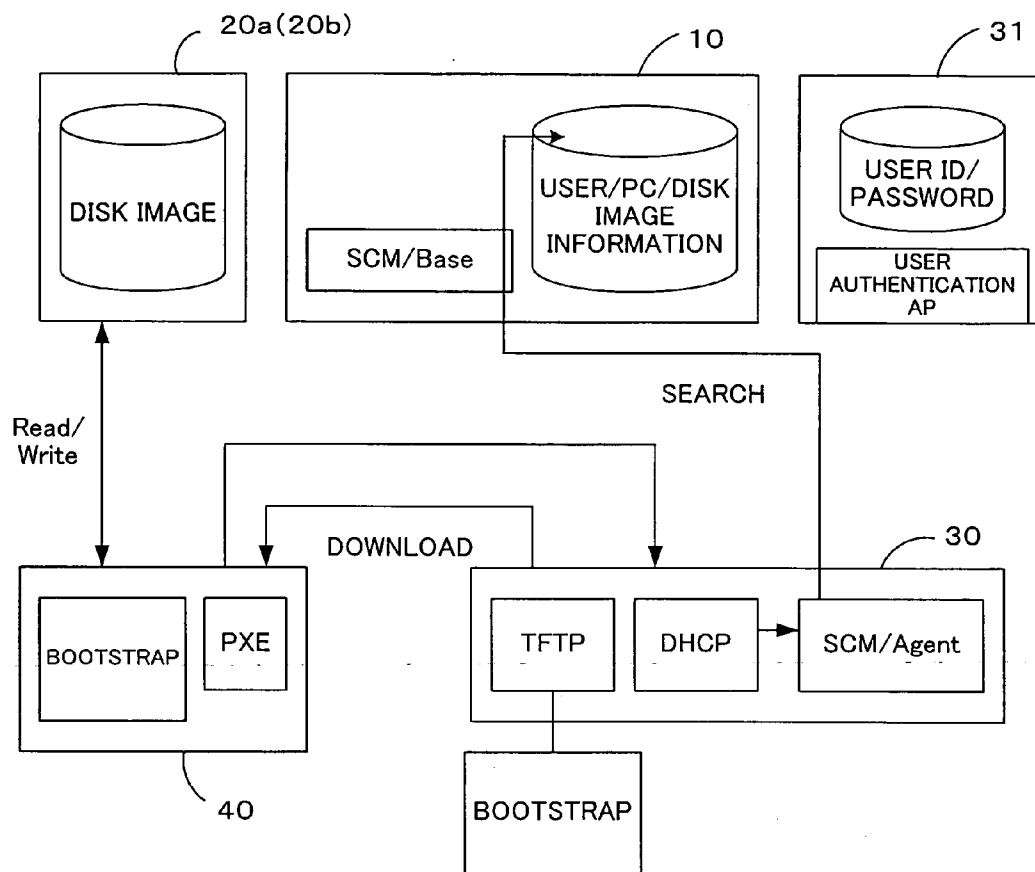 20a(20b)
10
31
DISK IMAGE
USER/PC/DISK
IMAGE
INFORMATION
SCM/Base
USER ID/
PASSWORD
USER
AUTHENTICATION
AP
SEARCH
Read/
Write
DOWNLOAD
30
BOOTSTRAP
PXE
TFTP
DHCP
SCM/Agent
40
BOOTSTRAP